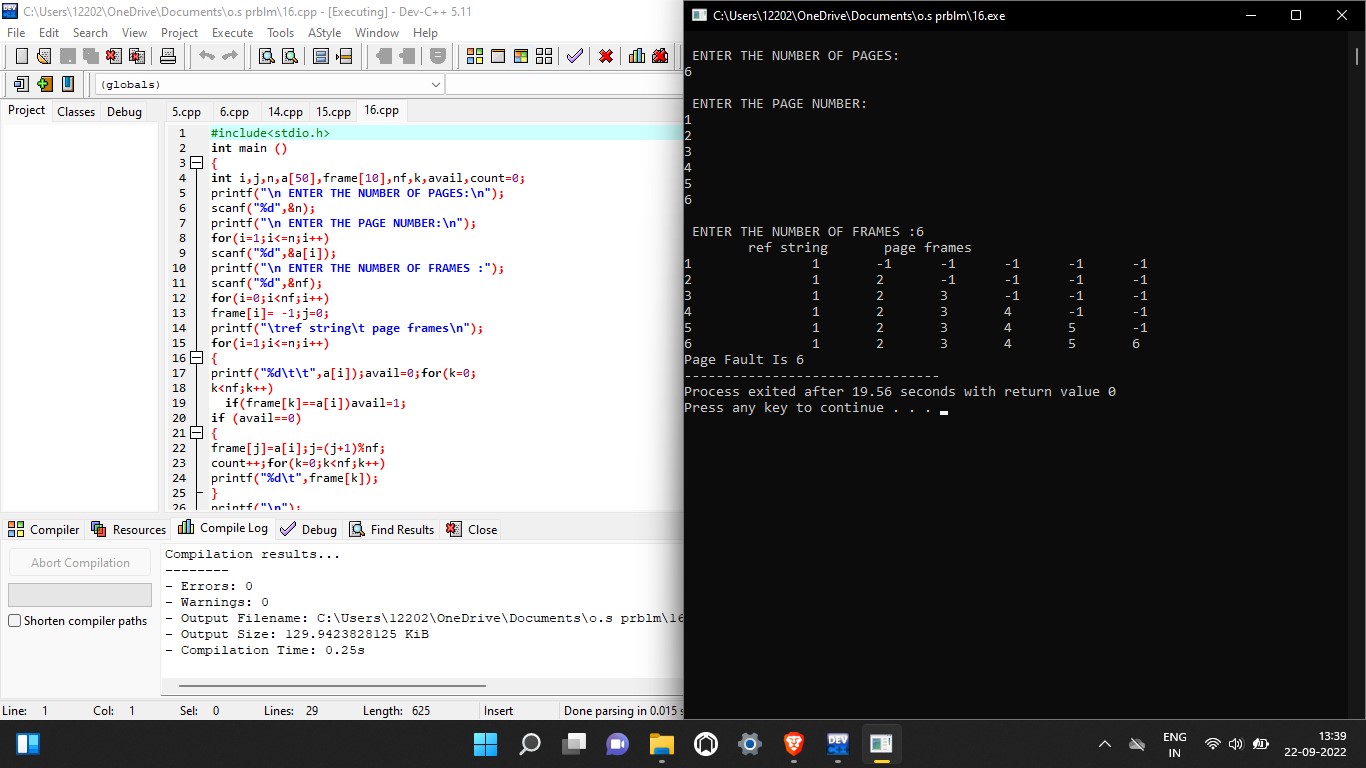 C:\Users\12202\OneDrive\Documents\o.s prblm\16.cpp - [Executing] - Dev-C++ 5.11
File Edit Search View Project Execute Tools AStyle Window Help
(globals)
Project Classes Debug
5.cpp 6.cpp 14.cpp 15.cpp 16.cpp
1 #include<stdio.h>
2 int main ()
3 {
4 int i,j,n,a[50],frame[10],nf,k,avail,count=0;
5 printf("\n ENTER THE NUMBER OF PAGES:\n");
6 scanf("%d",&n);
7 printf("\n ENTER THE PAGE NUMBER:\n");
8 for(i=1;i<=n;i++)
9 scanf("%d",&a[i]);
10 printf("\n ENTER THE NUMBER OF FRAMES :");
11 scanf("%d",&nf);
12 for(i=0;i<nf;i++)
13 frame[i]= -1;j=0;
14 printf("\tref string\t page frames\n");
15 for(i=1;i<=n;i++)
16 {
17 printf("%d\t\t",a[i]);avail=0;for(k=0;
18 k<nf;k++)
19 if(frame[k]==a[i])avail=1;
20 if (avail==0)
21 {
22 frame[j]=a[i];j=(j+1)%nf;
23 count++;for(k=0;k<nf;k++)
24 printf("%d\t",frame[k]);
25 }
26 printf("\n");
Compiler Resources Compile Log Debug Find Results Close
Abort Compilation
Shorten compiler paths
Compilation results...
--------
- Errors: 0
- Warnings: 0
- Output Filename: C:\Users\12202\OneDrive\Documents\o.s prblm\16
- Output Size: 129.9423828125 KiB
- Compilation Time: 0.25s
Line: 1 Col: 1 Sel: 0 Lines: 29 Length: 625 Insert Done parsing in 0.015 s
C:\Users\12202\OneDrive\Documents\o.s prblm\16.exe
ENTER THE NUMBER OF PAGES:
6
ENTER THE PAGE NUMBER:
1
2
3
4
5
6
ENTER THE NUMBER OF FRAMES :6
ref string page frames
1 1 -1 -1 -1 -1 -1
2 1 2 -1 -1 -1 -1
3 1 2 3 -1 -1 -1
4 1 2 3 4 -1 -1
5 1 2 3 4 5 -1
6 1 2 3 4 5 6
Page Fault Is 6
--------------------------------
Process exited after 19.56 seconds with return value 0
Press any key to continue . . .
DEV
ENG
IN
13:39
22-09-2022